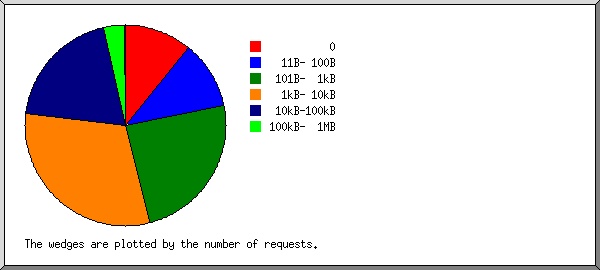 0
11B- 100B
101B- 1kB
1kB- 10kB
10kB-100kB
100kB- 1MB
The wedges are plotted by the number of requests.